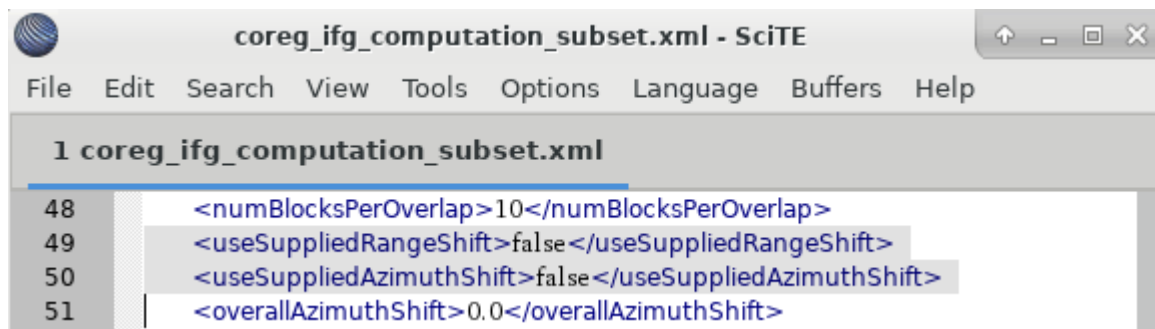 coreg_ifg_computation_subset.xml - SciTE
File Edit Search View Tools Options Language Buffers Help
1 coreg_ifg_computation_subset.xml
48 <numBlocksPerOverlap>10</numBlocksPerOverlap>
49 <useSuppliedRangeShift>false</useSuppliedRangeShift>
50 <useSuppliedAzimuthShift>false</useSuppliedAzimuthShift>
51 <overallAzimuthShift>0.0</overallAzimuthShift>